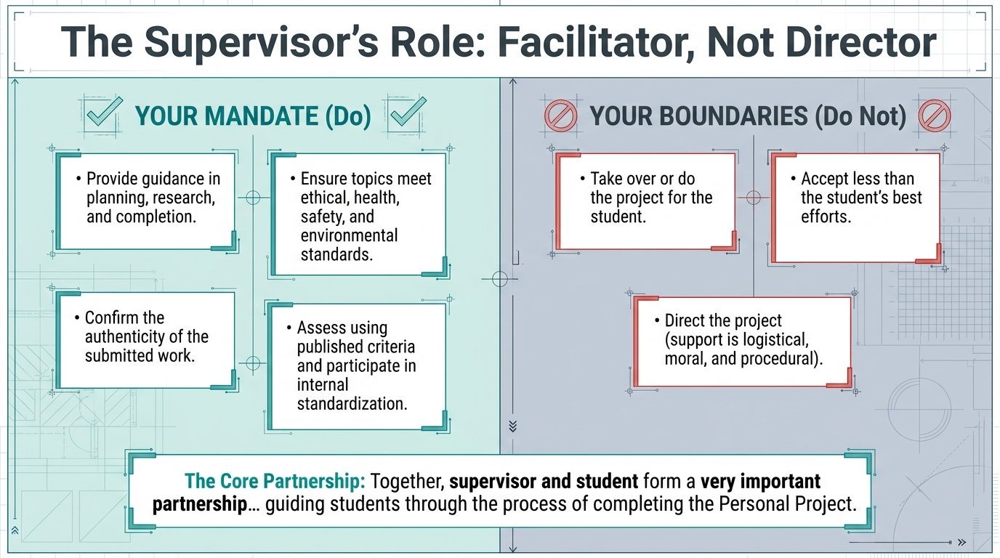 The Supervisor’s Role: Facilitator, Not Director
YOUR MANDATE (Do)
• Provide guidance in
planning, research,
and completion.
• Ensure topics meet
ethical, health,
safety, and
environmental
standards.
• Confirm the
authenticity of the
submitted work.
• Assess using
published criteria
and participate in
internal
standardization.
YOUR BOUNDARIES (Do Not)
• Take over or do
the project for the
student.
• Accept less than
the student’s best
efforts.
• Direct the project
(support is logistical,
moral, and procedural).
The Core Partnership: Together, supervisor and student form a very important
partnership… guiding students through the process of completing the Personal Project.